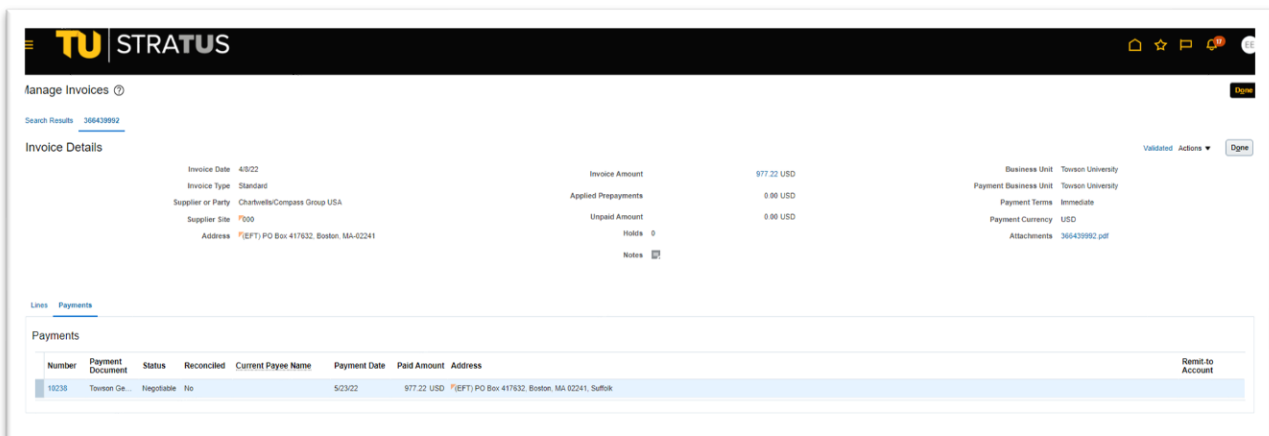 TU STRATUS
17
EE
Manage Invoices
Done
Search Results 366439992
Invoice Details
Validated Actions Done
Invoice Date 4/8/22
Invoice Type Standard
Supplier or Party Chartwells/Compass Group USA
Supplier Site 000
Address (EFT) PO Box 417632, Boston, MA-02241
Invoice Amount 977.22 USD
Applied Prepayments 0.00 USD
Unpaid Amount 0.00 USD
Holds 0
Notes
Business Unit Towson University
Payment Business Unit Towson University
Payment Terms Immediate
Payment Currency USD
Attachments 366439992.pdf
Lines Payments
Payments
Number Payment Document Status Reconciled Current Payee Name Payment Date Paid Amount Address Remit-to Account
10238 Towson Ge... Negotiable No 5/23/22 977.22 USD (EFT) PO Box 417632, Boston, MA 02241, Suffolk